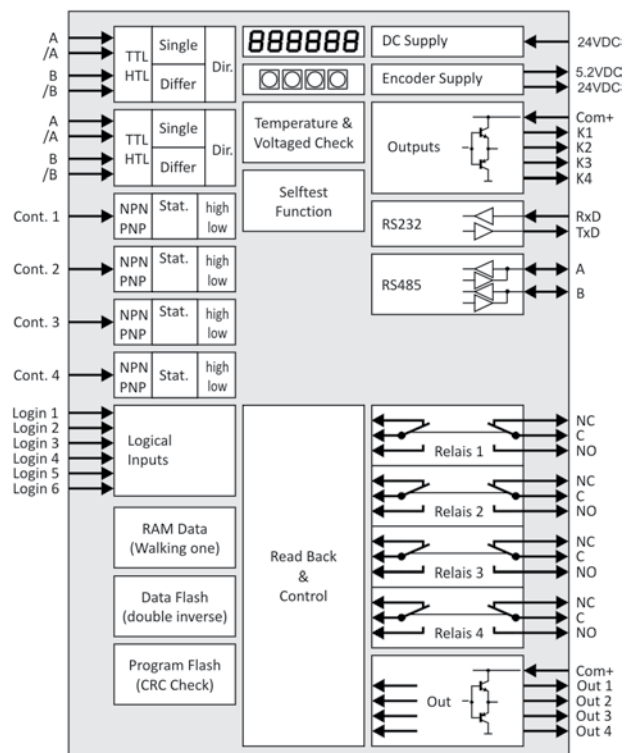 A
/A
B
/B
TTL
HTL
Single
Differ
Dir.
888888
DC Supply
24VDC
Encoder Supply
5.2VDC
24VDC
A
/A
B
/B
TTL
HTL
Single
Differ
Dir.
Temperature &
Voltaged Check
Outputs
Com+
K1
K2
K3
K4
Selftest
Function
Cont. 1
NPN
PNP
Stat.
high
low
RS232
RxD
TxD
Cont. 2
NPN
PNP
Stat.
high
low
RS485
A
B
Cont. 3
NPN
PNP
Stat.
high
low
Cont. 4
NPN
PNP
Stat.
high
low
Login 1
Login 2
Login 3
Login 4
Login 5
Login 6
Logical
Inputs
Read Back
&
Control
Relais 1
NC
C
NO
Relais 2
NC
C
NO
Relais 3
NC
C
NO
Relais 4
NC
C
NO
RAM Data
(Walking one)
Data Flash
(double inverse)
Program Flash
(CRC Check)
Out
Com+
Out 1
Out 2
Out 3
Out 4